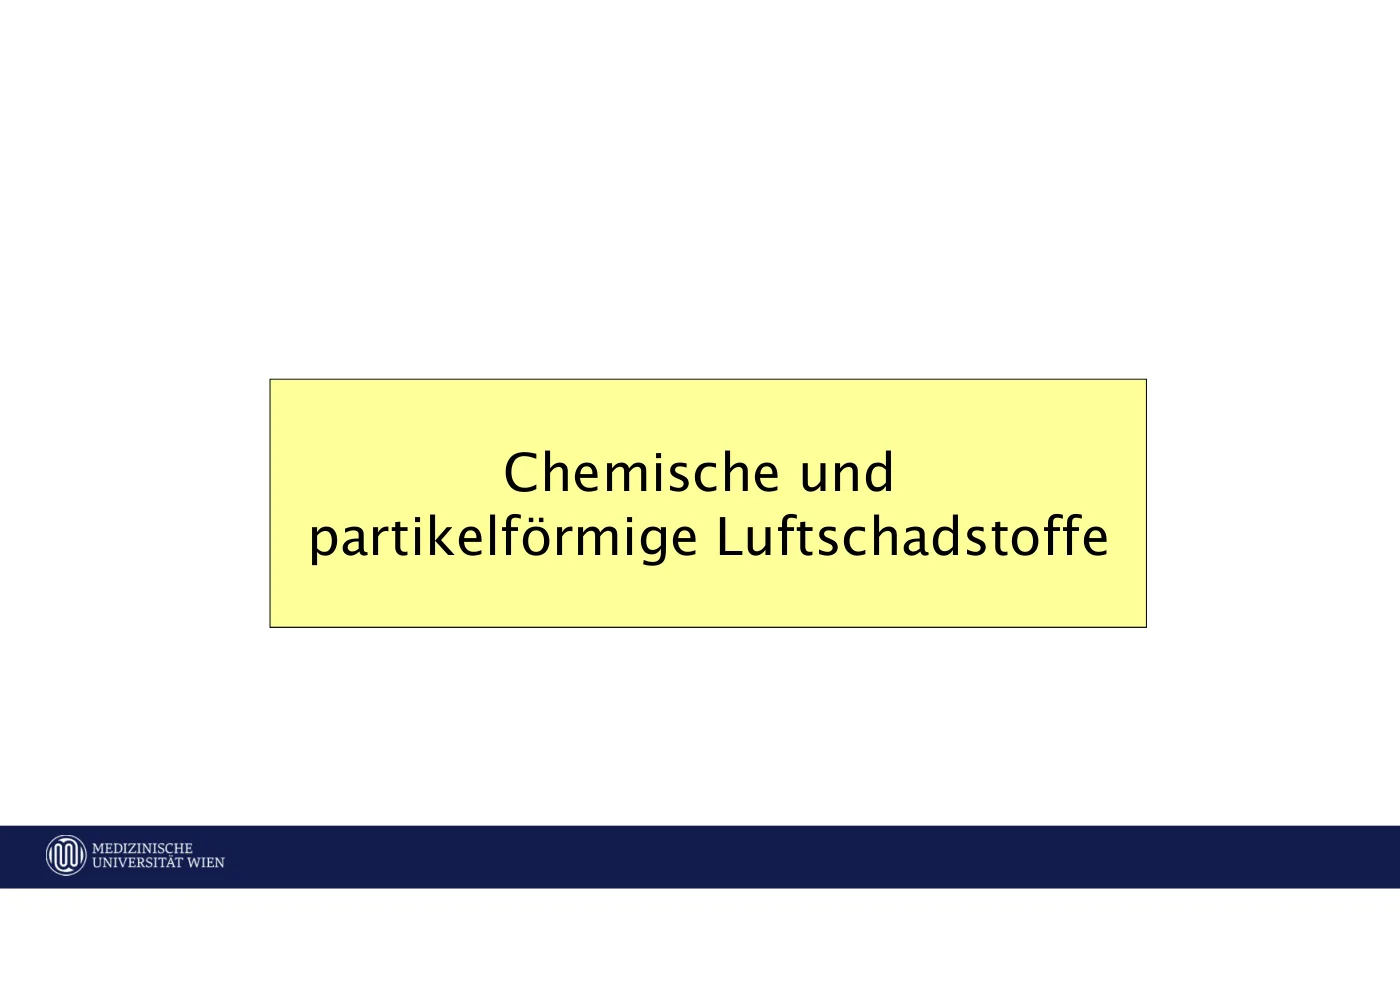 Chemische und
partikelförmige Luftschadstoffe
MEDIZINISCHE
UNIVERSITÄT WIEN